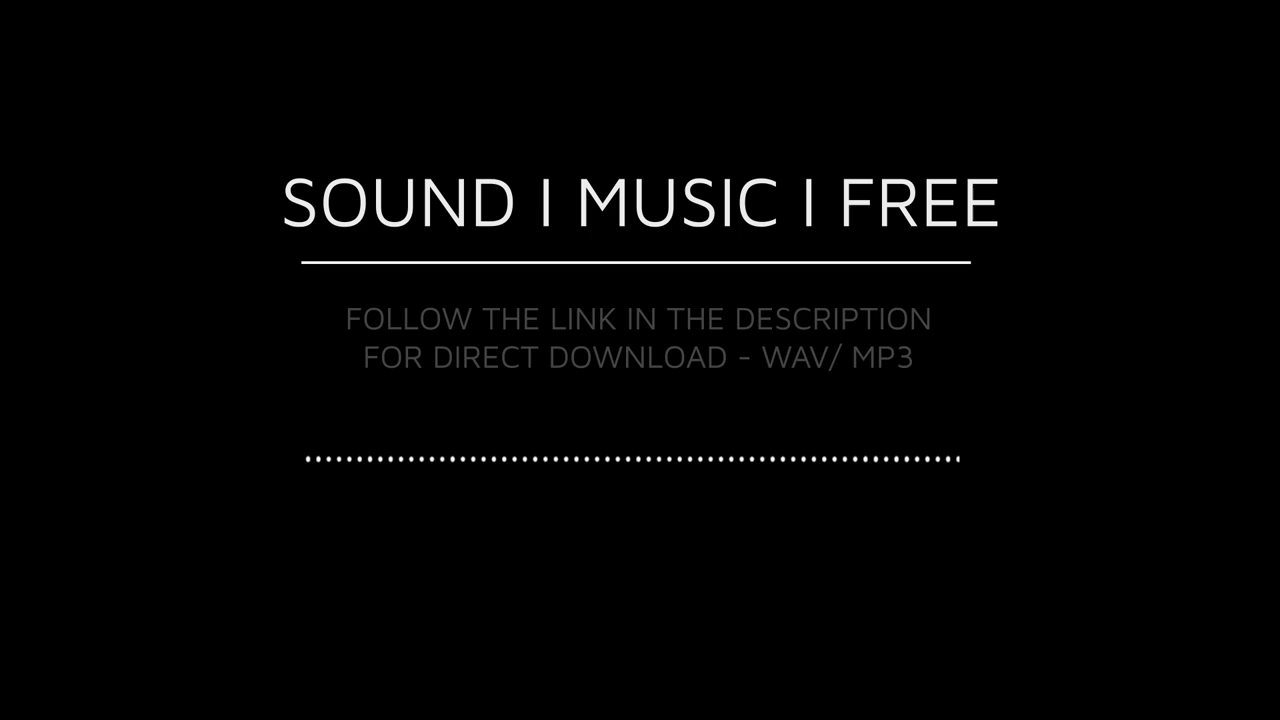 SOUND I MUSIC I FREE
FOLLOW THE LINK IN THE DESCRIPTION
FOR DIRECT DOWNLOAD - WAV/ MP3